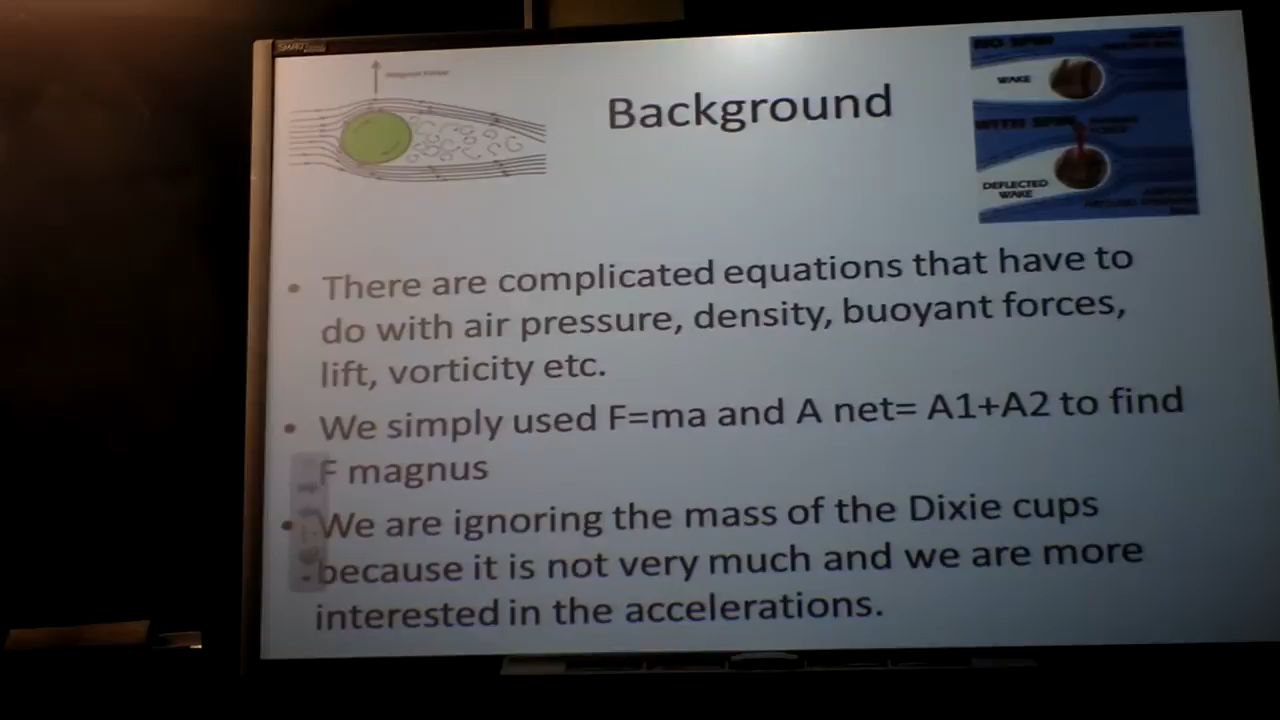 SMART
Magnus Force
Background
NO SPIN
WAKE
WITH SPIN
DEFLECTED
WAKE
• There are complicated equations that have to
do with air pressure, density, buoyant forces,
lift, vorticity etc.
• We simply used F=ma and A net= A1+A2 to find
F magnus
• We are ignoring the mass of the Dixie cups
because it is not very much and we are more
interested in the accelerations.